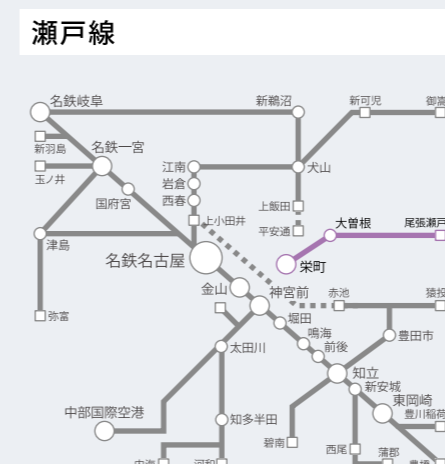 瀬戸線
名鉄岐阜
新鵜沼
新可児
御嵩
新羽島
名鉄一宮
玉ノ井
江南
岩倉
西春
犬山
国府宮
上飯田
上小田井
平安通
大曽根
尾張瀬戸
津島
名鉄名古屋
栄町
金山
神宮前
赤池
猿投
弥富
堀田
鳴海
前後
豊田市
太田川
知立
新安城
東岡崎
中部国際空港
知多半田
豊川稲荷
碧南
西尾
蒲郡